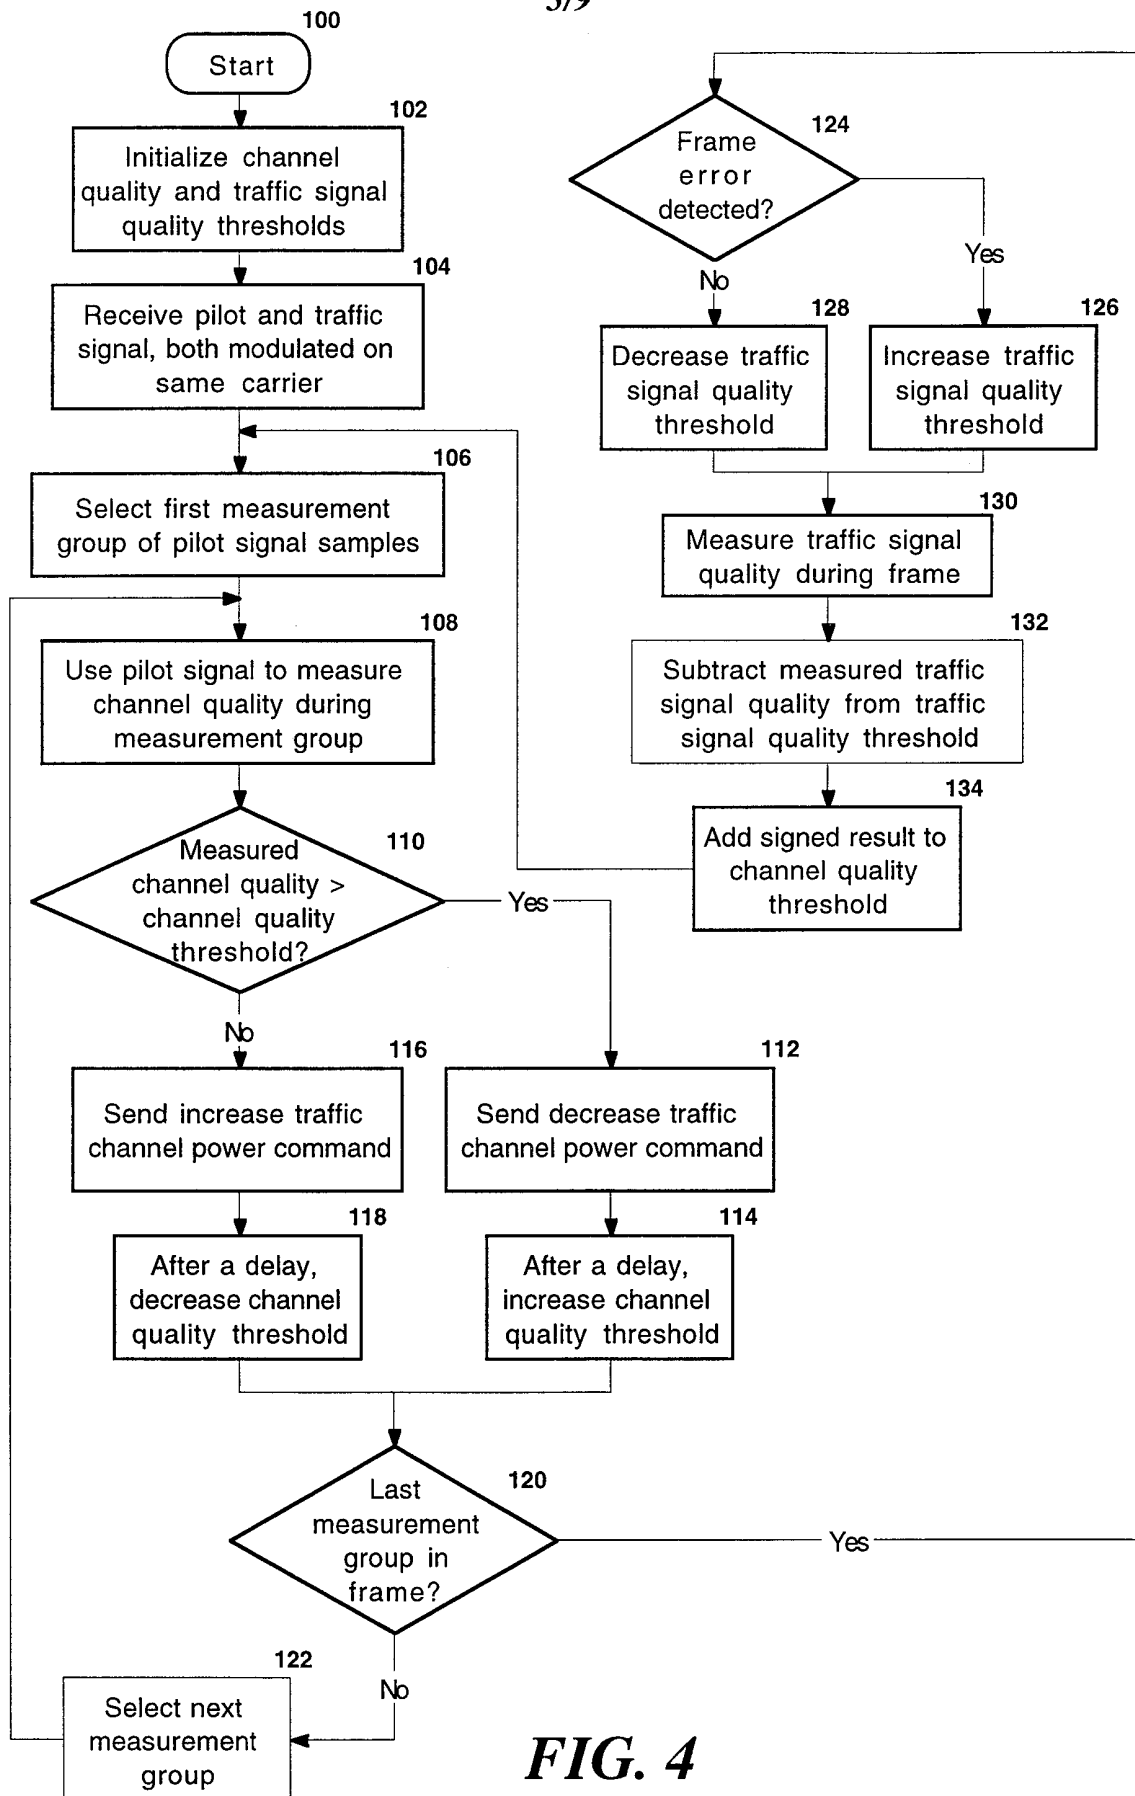 3/9
100
Start
102
Initialize channel
quality and traffic signal
quality thresholds
104
Receive pilot and traffic
signal, both modulated on
same carrier
106
Select first measurement
group of pilot signal samples
108
Use pilot signal to measure
channel quality during
measurement group
110
Measured
channel quality >
channel quality
threshold?
Yes
No
116
Send increase traffic
channel power command
112
Send decrease traffic
channel power command
118
After a delay,
decrease channel
quality threshold
114
After a delay,
increase channel
quality threshold
120
Last
measurement
group in
frame?
Yes
No
122
Select next
measurement
group
124
Frame
error
detected?
Yes
No
128
Decrease traffic
signal quality
threshold
126
Increase traffic
signal quality
threshold
130
Measure traffic signal
quality during frame
132
Subtract measured traffic
signal quality from traffic
signal quality threshold
134
Add signed result to
channel quality
threshold
FIG. 4